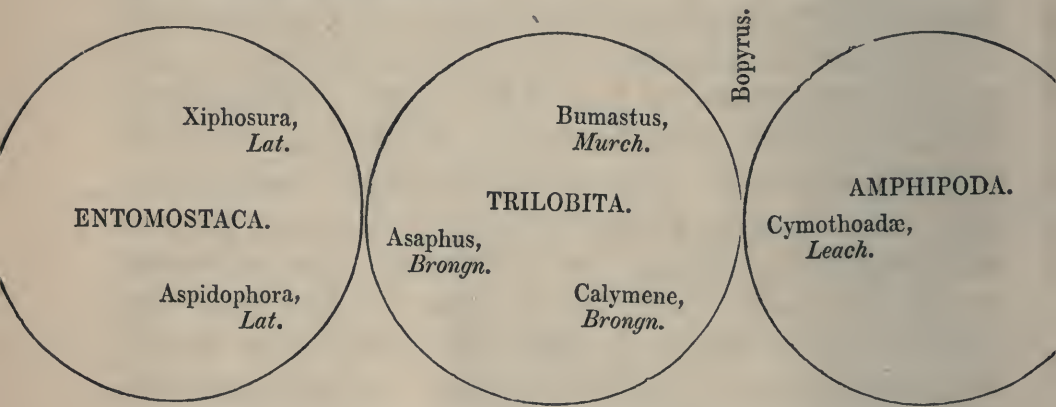 Xiphosura,
Lat.
ENTOMOSTACA.
Aspidophora,
Lat.
Bumastus,
Murch.
TRILOBITA.
Asaphus,
Brongn.
Calymene,
Brongn.
Bopyrus.
AMPHIPODA.
Cymothoadæ,
Leach.